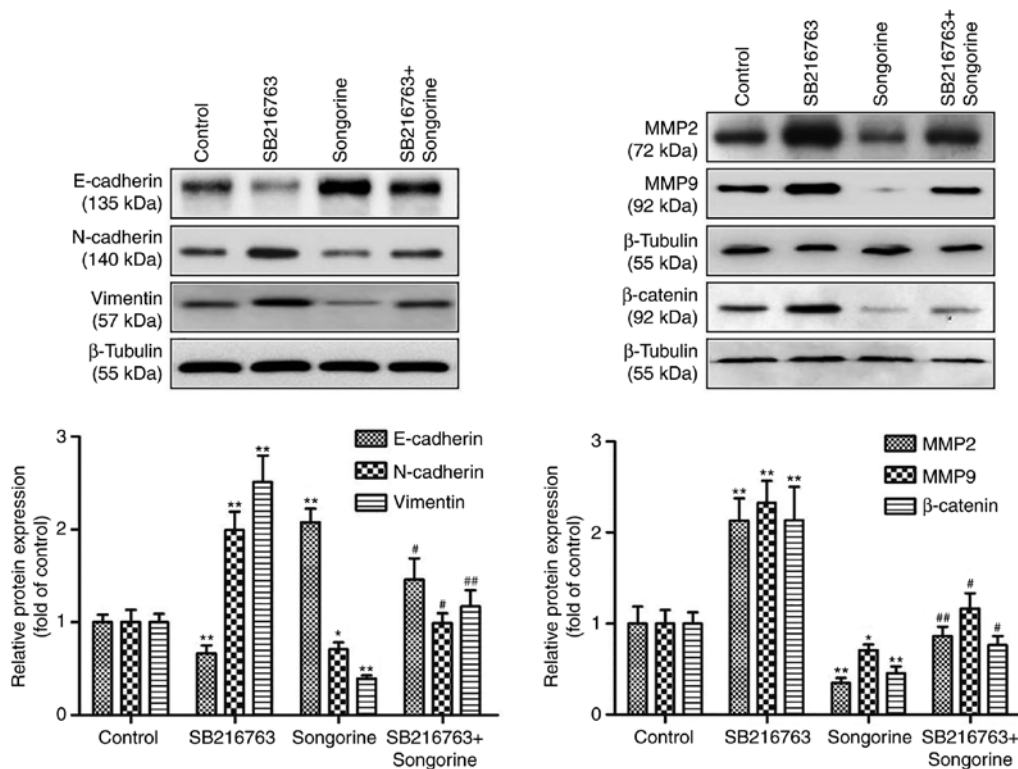 Control
SB216763
Songorine
SB216763+
Songorine
E-cadherin
(135 kDa)
N-cadherin
(140 kDa)
Vimentin
(57 kDa)
β-Tubulin
(55 kDa)
Control
SB216763
Songorine
SB216763+
Songorine
MMP2
(72 kDa)
MMP9
(92 kDa)
β-Tubulin
(55 kDa)
β-catenin
(92 kDa)
β-Tubulin
(55 kDa)
Relative protein expression
(fold of control)
3
2
1
0
E-cadherin
N-cadherin
Vimentin
** ** **
** * **
# # ##
Control SB216763 Songorine SB216763+
Songorine
Relative protein expression
(fold of control)
3
2
1
0
MMP2
MMP9
β-catenin
** ** **
** * **
## # #
Control SB216763 Songorine SB216763+
Songorine